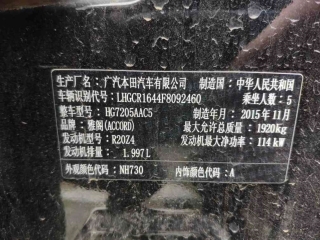 生产厂：广汽本田汽车有限公司 制造国：中华人民共和国
车辆识别代号：LHGCR1644F8092460 乘坐人数：5
整车型号：HG7205AAC5 制造年月：2015年11月
品牌：雅阁(ACCORD) 最大允许总质量：1920kg
发动机型号：R20Z4 发动机最大净功率：114kW
发动机排量：1.997L
外观颜色代码：NH730 内饰颜色代码：A